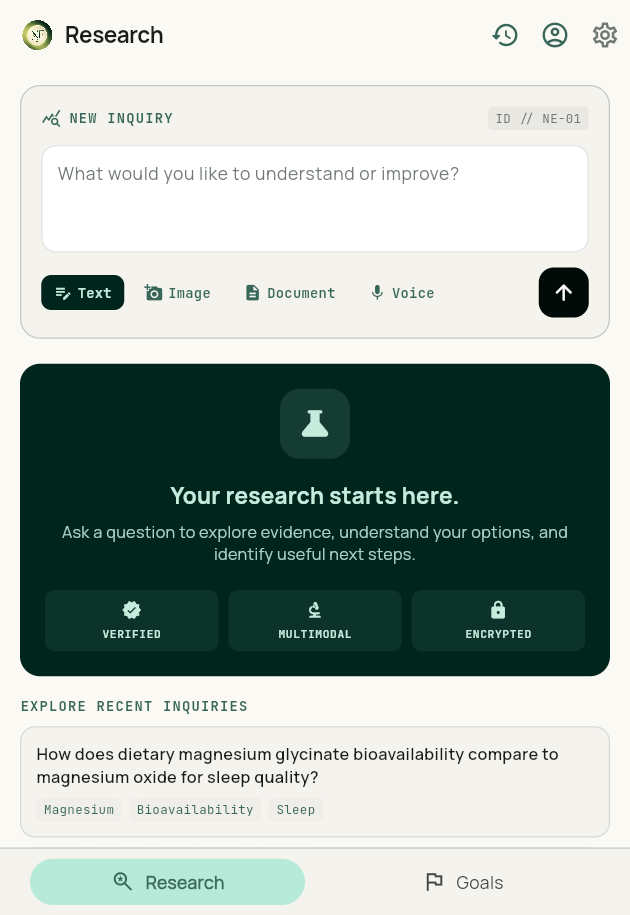 Research
NEW INQUIRY
ID // NE-01
What would you like to understand or improve?
Text
Image
Document
Voice
Your research starts here.
Ask a question to explore evidence, understand your options, and
identify useful next steps.
VERIFIED
MULTIMODAL
ENCRYPTED
EXPLORE RECENT INQUIRIES
How does dietary magnesium glycinate bioavailability compare to
magnesium oxide for sleep quality?
Magnesium
Bioavailability
Sleep
Research
Goals